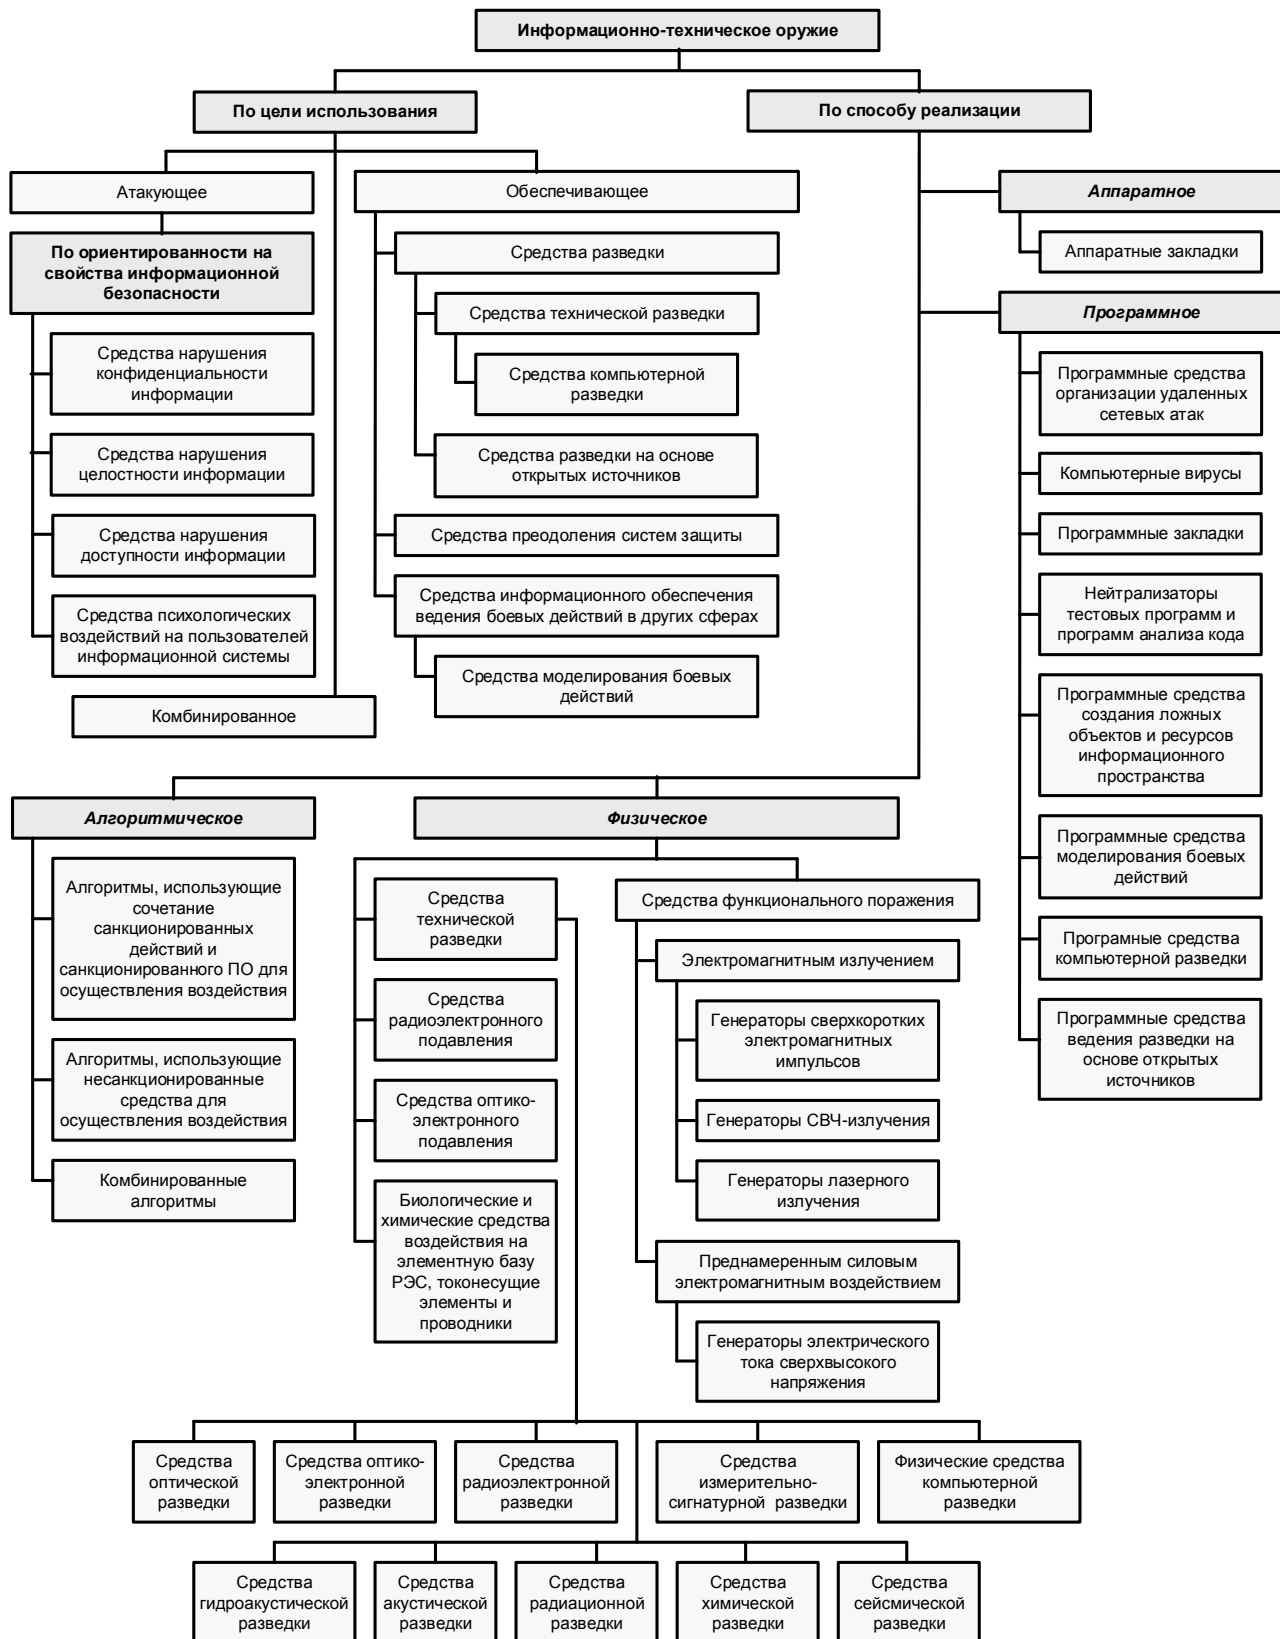 Информационно-техническое оружие
По цели использования
По способу реализации
Атакующее
По ориентированности на
свойства информационной
безопасности
Средства нарушения
конфиденциальности
информации
Средства нарушения
целостности информации
Средства нарушения
доступности информации
Средства психологических
воздействий на пользователей
информационной системы
Комбинированное
Обеспечивающее
Средства разведки
Средства технической разведки
Средства компьютерной
разведки
Средства разведки на основе
открытых источников
Средства преодоления систем защиты
Средства информационного обеспечения
ведения боевых действий в других сферах
Средства моделирования боевых
действий
Аппаратное
Аппаратные закладки
Программное
Программные средства
организации удаленных
сетевых атак
Компьютерные вирусы
Программные закладки
Нейтрализаторы
тестовых программ и
программ анализа кода
Программные средства
создания ложных
объектов и ресурсов
информационного
пространства
Программные средства
моделирования боевых
действий
Програмные средства
компьютерной разведки
Программные средства
ведения разведки на
основе открытых
источников
Алгоритмическое
Алгоритмы, использующие
сочетание
санкционированных
действий и
санкционированного ПО для
осуществления воздействия
Алгоритмы, использующие
несанкционированные
средства для
осуществления воздействия
Комбинированные
алгоритмы
Физическое
Средства
технической
разведки
Средства
радиоэлектронного
подавления
Средства оптико-
электронного
подавления
Биологические и
химические средства
воздействия на
элементную базу
РЭС, токонесущие
элементы и
проводники
Средства функционального поражения
Электромагнитным излучением
Генераторы сверхкоротких
электромагнитных
импульсов
Генераторы СВЧ-излучения
Генераторы лазерного
излучения
Преднамеренным силовым
электромагнитным воздействием
Генераторы электрического
тока сверхвысокого
напряжения
Средства
оптической
разведки
Средства оптико-
электронной
разведки
Средства
радиоэлектронной
разведки
Средства
измерительно-
сигнатурной разведки
Физические средства
компьютерной
разведки
Средства
гидроакустической
разведки
Средства
акустической
разведки
Средства
радиационной
разведки
Средства
химической
разведки
Средства
сейсмической
разведки